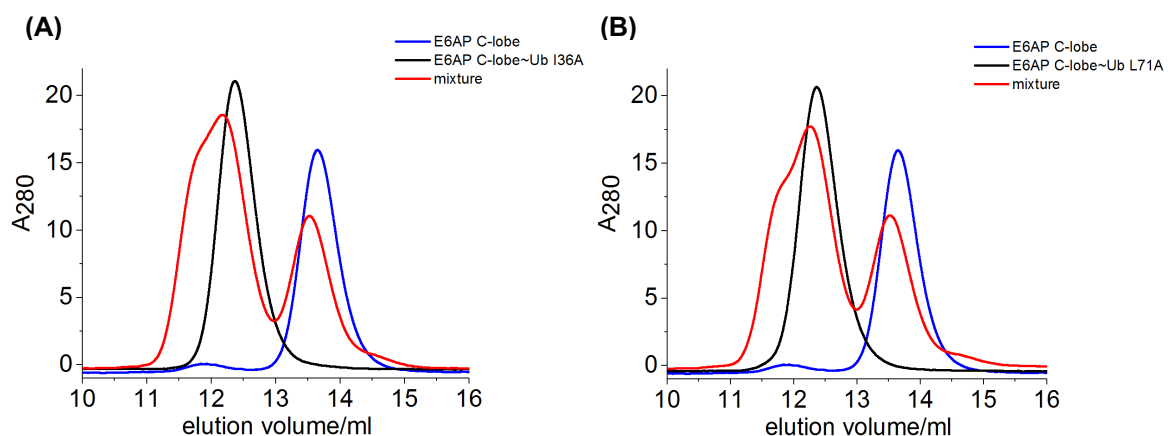 (A)
E6AP C-lobe
E6AP C-lobe~Ub I36A
mixture
20
15
10
5
0
A280
10 11 12 13 14 15 16
elution volume/ml
(B)
E6AP C-lobe
E6AP C-lobe~Ub L71A
mixture
20
15
10
5
0
A280
10 11 12 13 14 15 16
elution volume/ml